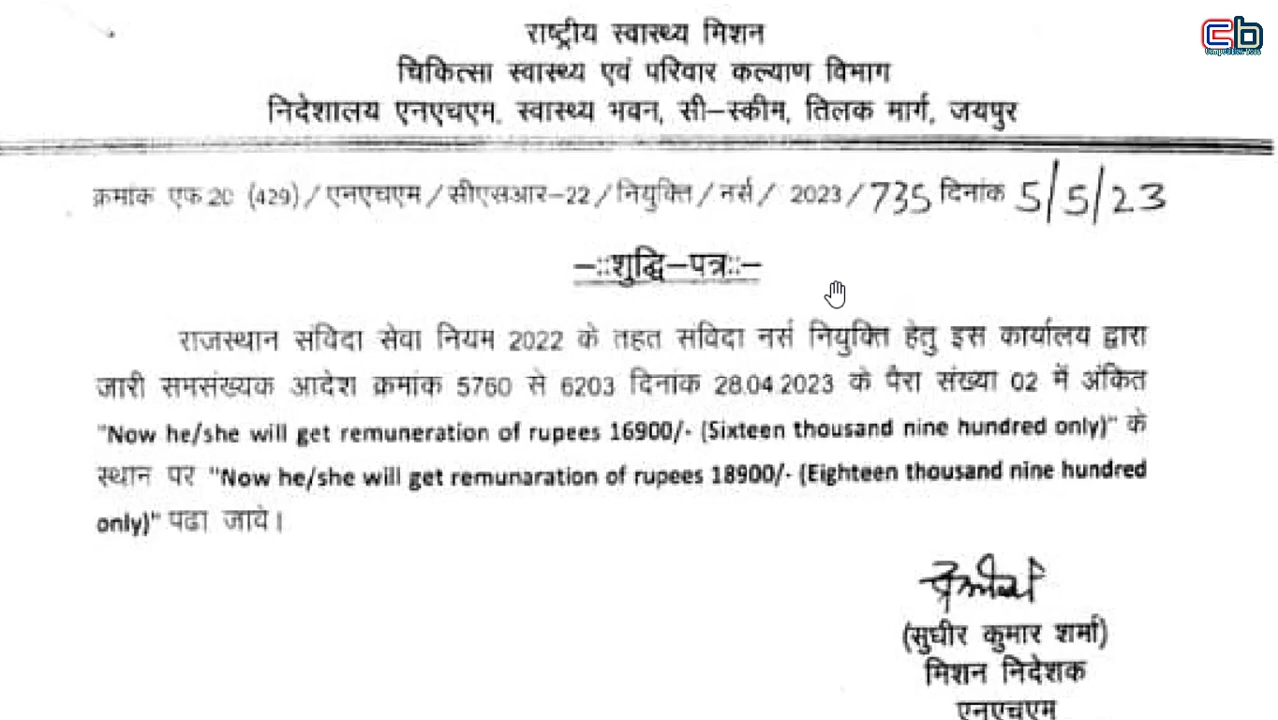 राष्ट्रीय स्वास्थ्य मिशन
cb
चिकित्सा स्वास्थ्य एवं परिवार कल्याण विभाग
निदेशालय एनएचएम, स्वास्थ्य भवन, सी–स्कीम, तिलक मार्ग, जयपुर
क्रमांक एफ 20 (429) / एनएचएम / सीएसआर–22 / नियुक्ति / नर्स / 2023 / 735 दिनांक 5/5/23
–::शुद्धि–पत्र::–
राजस्थान संविदा सेवा नियम 2022 के तहत संविदा नर्स नियुक्ति हेतु इस कार्यालय द्वारा
जारी समसंख्यक आदेश क्रमांक 5760 से 6203 दिनांक 28.04.2023 के पैरा संख्या 02 में अंकित
"Now he/she will get remuneration of rupees 16900/- (Sixteen thousand nine hundred only)" के
स्थान पर "Now he/she will get remunaration of rupees 18900/- (Eighteen thousand nine hundred
only)" पढा जावे।
(सुधीर कुमार शर्मा)
मिशन निदेशक
एनएचएम